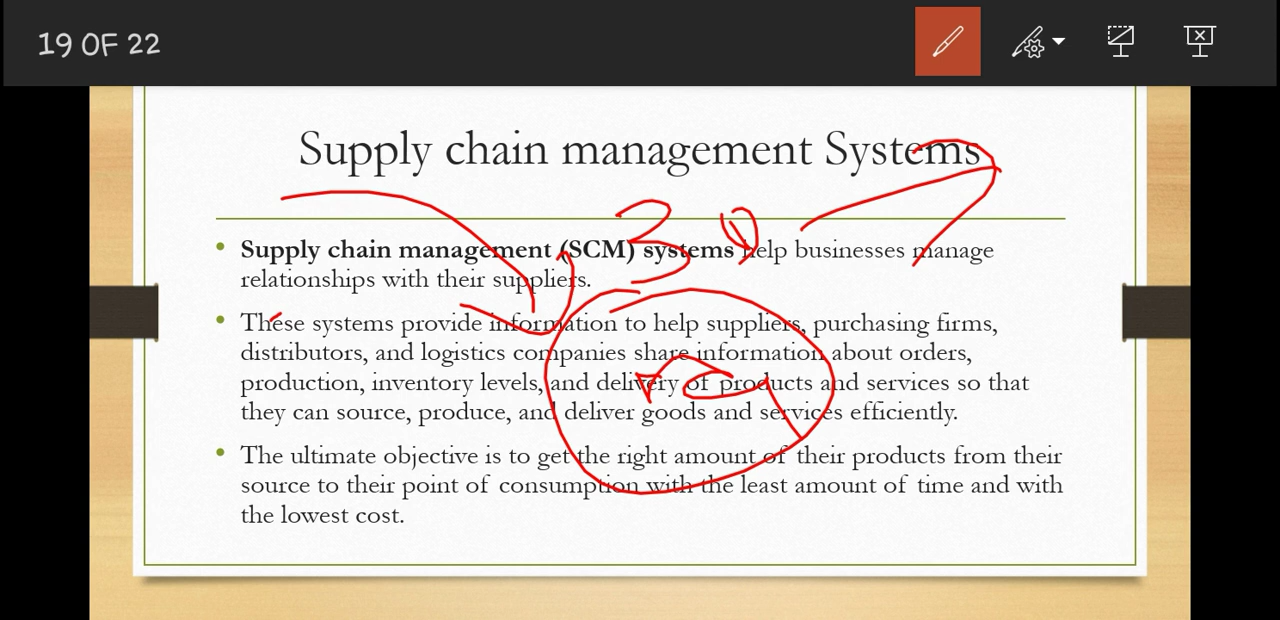 19 OF 22
Supply chain management Systems
30
• Supply chain management (SCM) systems help businesses manage
relationships with their suppliers.
• These systems provide information to help suppliers, purchasing firms,
distributors, and logistics companies share information about orders,
production, inventory levels, and delivery of products and services so that
they can source, produce, and deliver goods and services efficiently.
• The ultimate objective is to get the right amount of their products from their
source to their point of consumption with the least amount of time and with
the lowest cost.